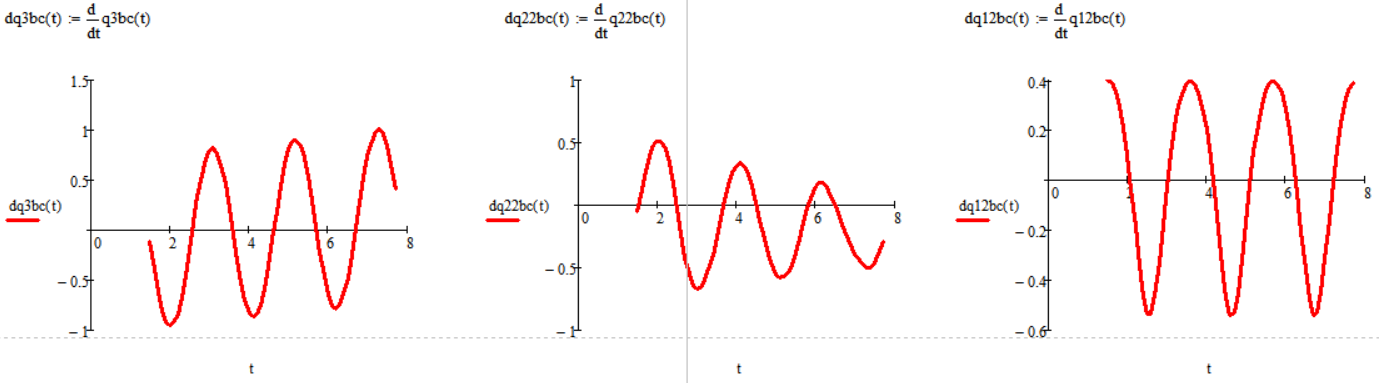 dq3bc(t) := d/dt q3bc(t)
dq22bc(t) := d/dt q22bc(t)
dq12bc(t) := d/dt q12bc(t)
1.5
1
0.5
dq3bc(t)
0 2 4 6 8
− 0.5
− 1
t
1
0.5
dq22bc(t)
0 2 4 6 8
− 0.5
− 1
t
0.4
0.2
dq12bc(t)
0 2 4 6 8
− 0.2
− 0.4
− 0.6
t